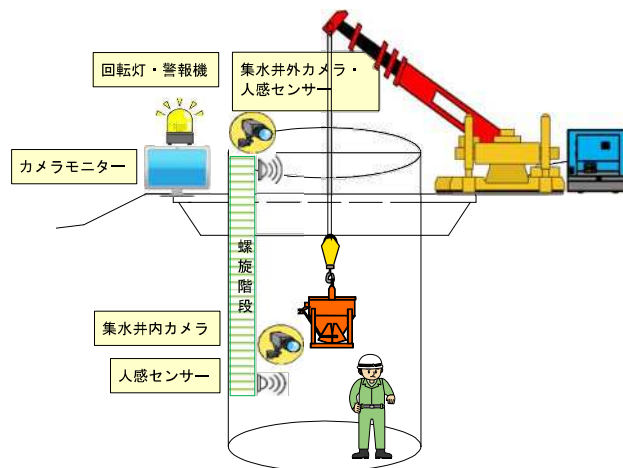 回転灯・警報機
集水井外カメラ・
人感センサー
カメラモニター
螺旋階段
集水井内カメラ
人感センサー